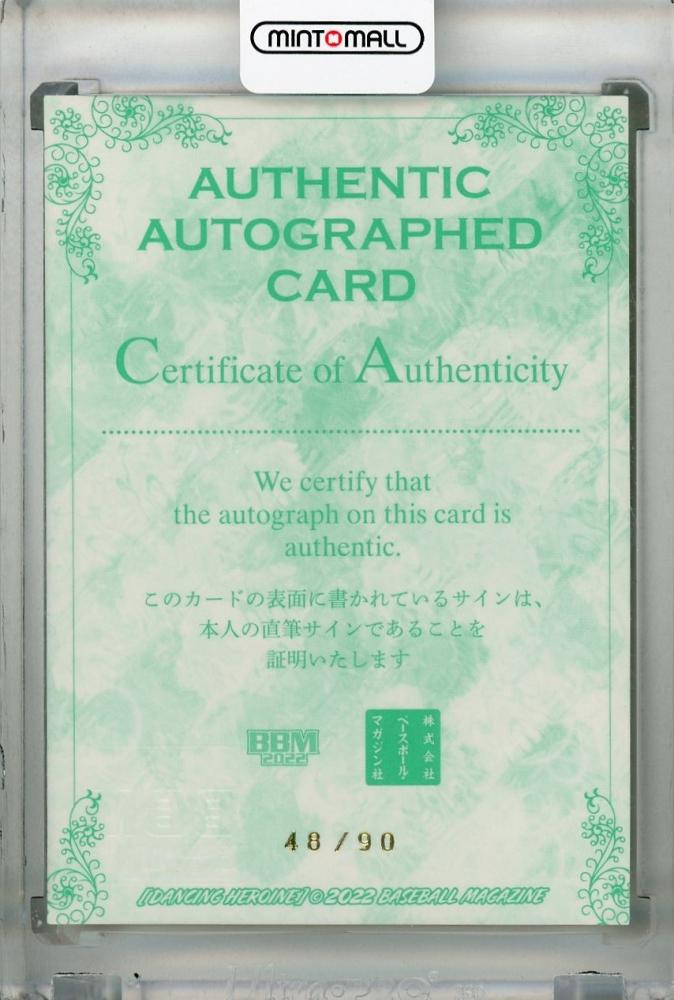 MINT MALL
AUTHENTIC
AUTOGRAPHED
CARD
Certificate of Authenticity
We certify that
the autograph on this card is
authentic.
このカードの表面に書かれているサインは、
本人の直筆サインであることを
証明いたします
BBM
2022
株式会社
ベースボール・
マガジン社
48/90
[DANCING HEROINE] © 2022 BASEBALL MAGAZINE